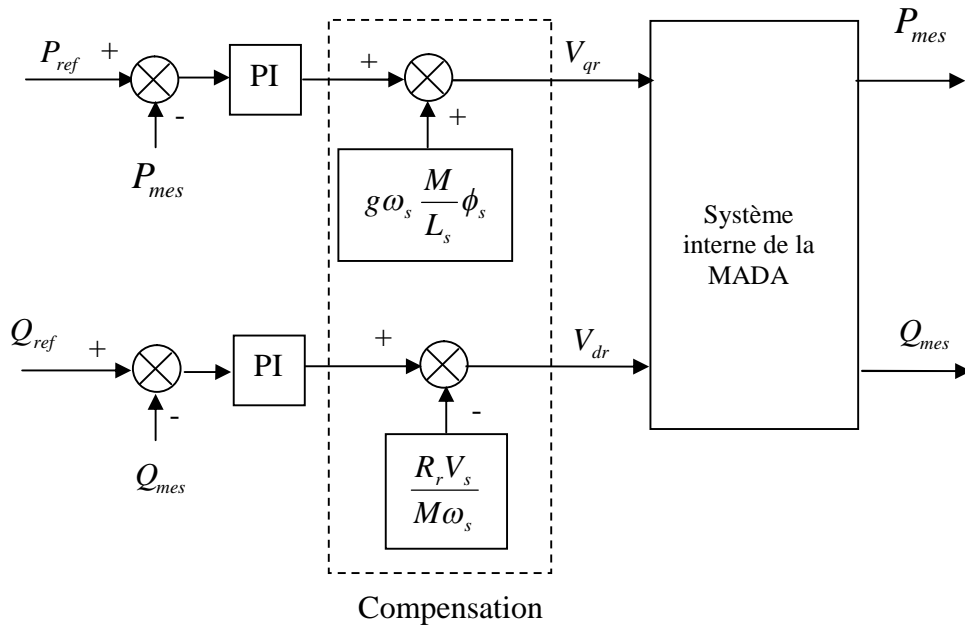 P_ref + PI + V_qr P_mes
- +
P_mes
gω_s M/L_s ϕ_s
Système
interne de la
MADA
Q_ref + PI + V_dr Q_mes
- -
Q_mes
R_r V_s / Mω_s
Compensation